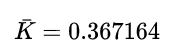 K̄ = 0.367164